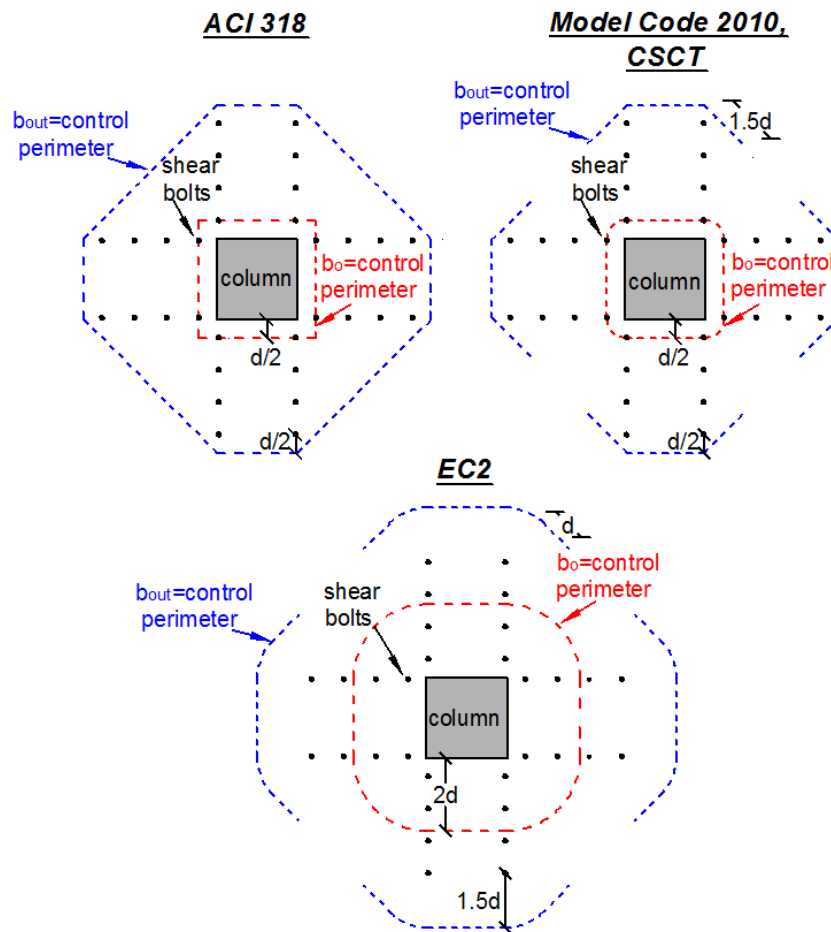 ACI 318
bout=control
perimeter
shear
bolts
column
bo=control
perimeter
d/2
d/2
Model Code 2010,
CSCT
bout=control
perimeter
1.5d
shear
bolts
column
bo=control
perimeter
d/2
d/2
EC2
d
bout=control
perimeter
shear
bolts
bo=control
perimeter
column
2d
1.5d